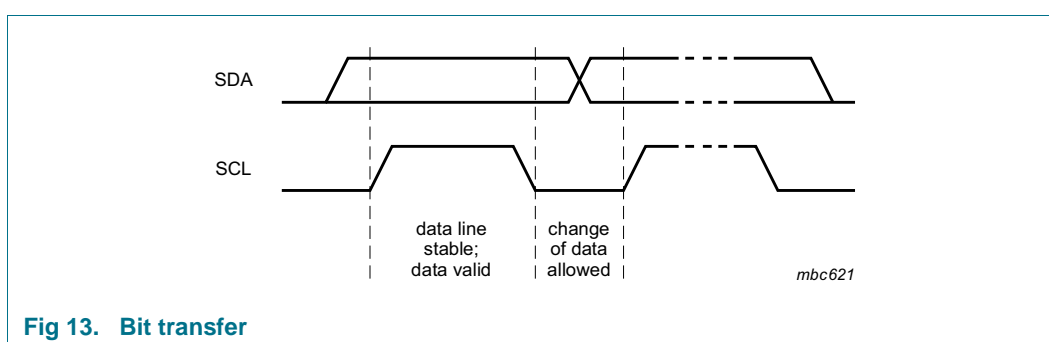 SDA
SCL
data line
stable;
data valid
change
of data
allowed
mbc621
Fig 13. Bit transfer